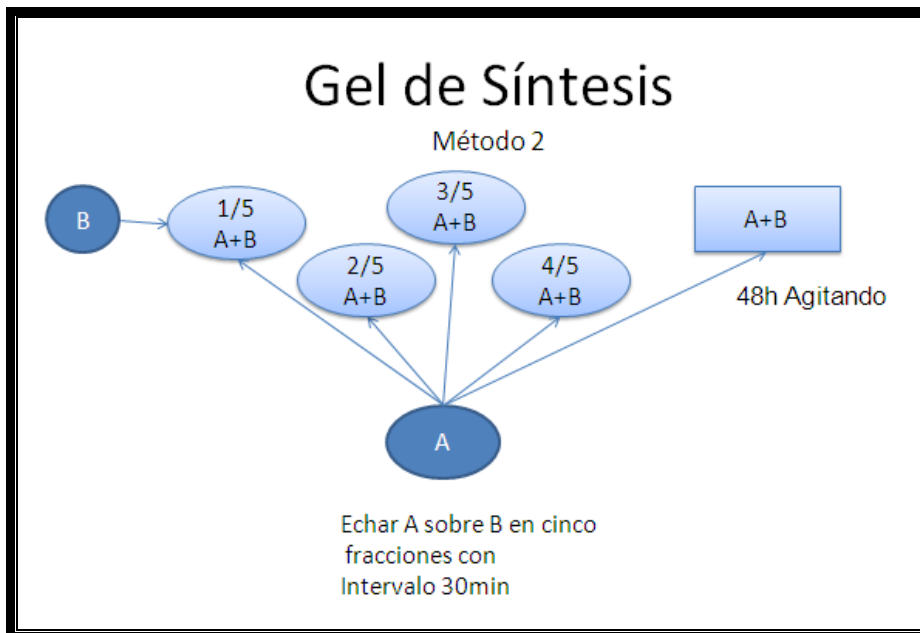 Gel de Síntesis
Método 2
B
1/5
A+B
2/5
A+B
3/5
A+B
4/5
A+B
A+B
48h Agitando
A
Echar A sobre B en cinco
fracciones con
Intervalo 30min